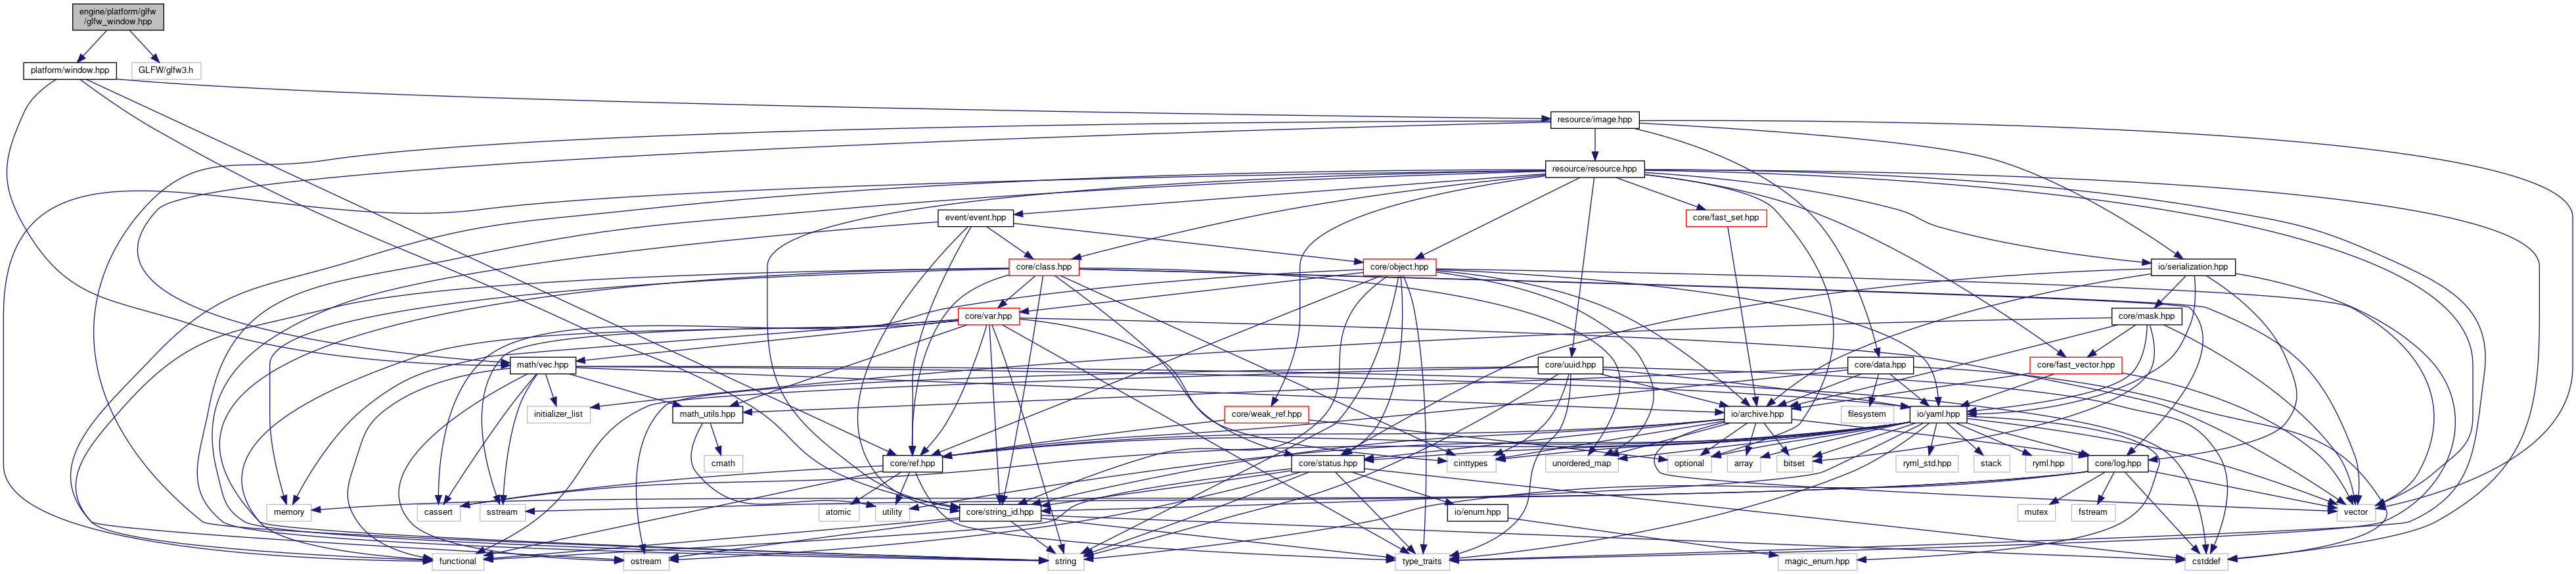 engine/platform/glfw
/glfw_window.hpp
platform/window.hpp
GLFW/glfw3.h
resource/image.hpp
resource/resource.hpp
event/event.hpp
core/fast_set.hpp
core/class.hpp
core/object.hpp
io/serialization.hpp
core/var.hpp
core/mask.hpp
math/vec.hpp
core/uuid.hpp
core/data.hpp
core/fast_vector.hpp
initializer_list
math_utils.hpp
core/weak_ref.hpp
io/archive.hpp
filesystem
io/yaml.hpp
cmath
core/ref.hpp
core/status.hpp
cinttypes
unordered_map
optional
array
bitset
ryml_std.hpp
stack
ryml.hpp
core/log.hpp
memory
cassert
sstream
atomic
utility
core/string_id.hpp
io/enum.hpp
mutex
fstream
vector
functional
ostream
string
type_traits
magic_enum.hpp
cstddef